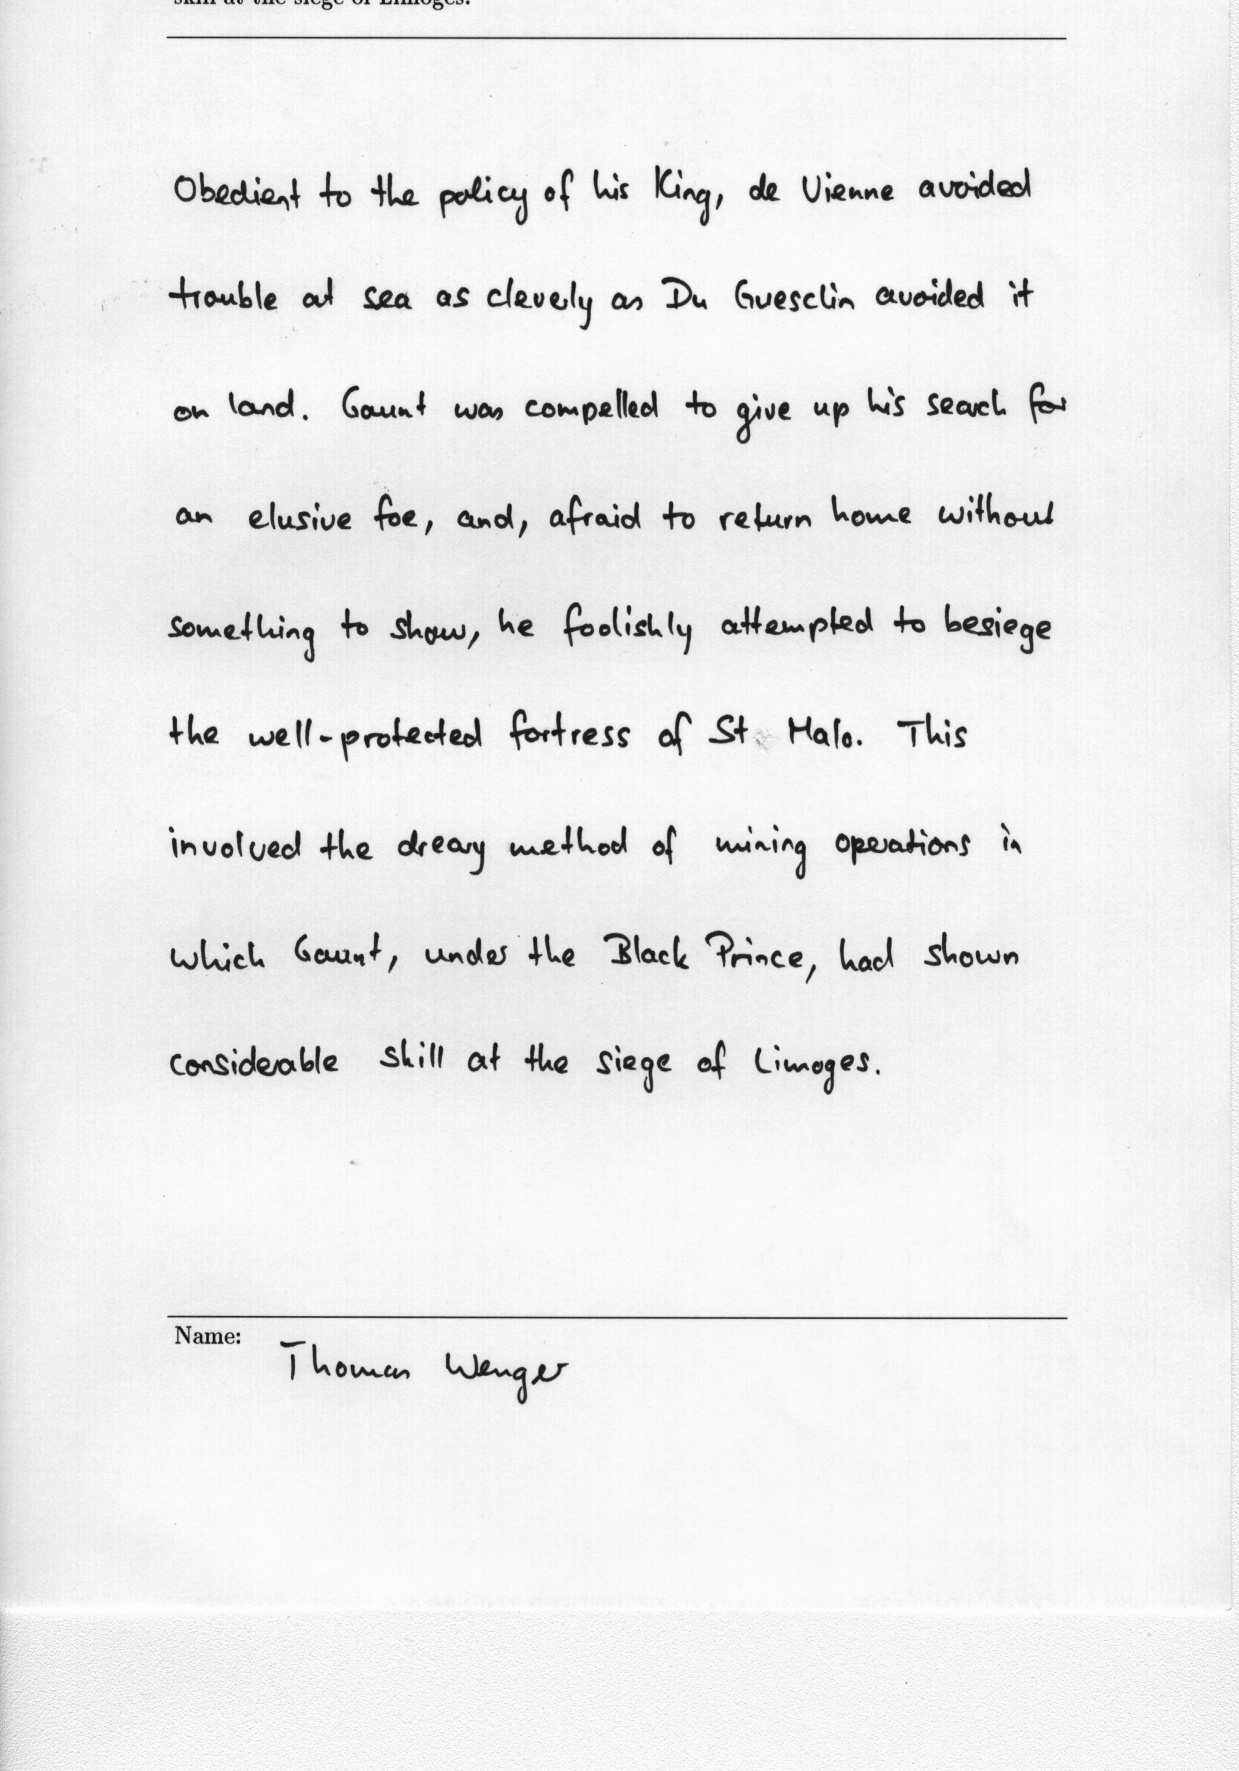 skill at the siege of Limoges.
Obedient to the policy of his King, de Vienne avoided
trouble at sea as cleverly as Du Guesclin avoided it
on land. Gaunt was compelled to give up his search for
an elusive foe, and, afraid to return home without
something to show, he foolishly attempted to besiege
the well-protected fortress of St Malo. This
involved the dreary method of mining operations in
which Gaunt, under the Black Prince, had shown
considerable skill at the siege of Limoges.
Name:
Thomas Wenger